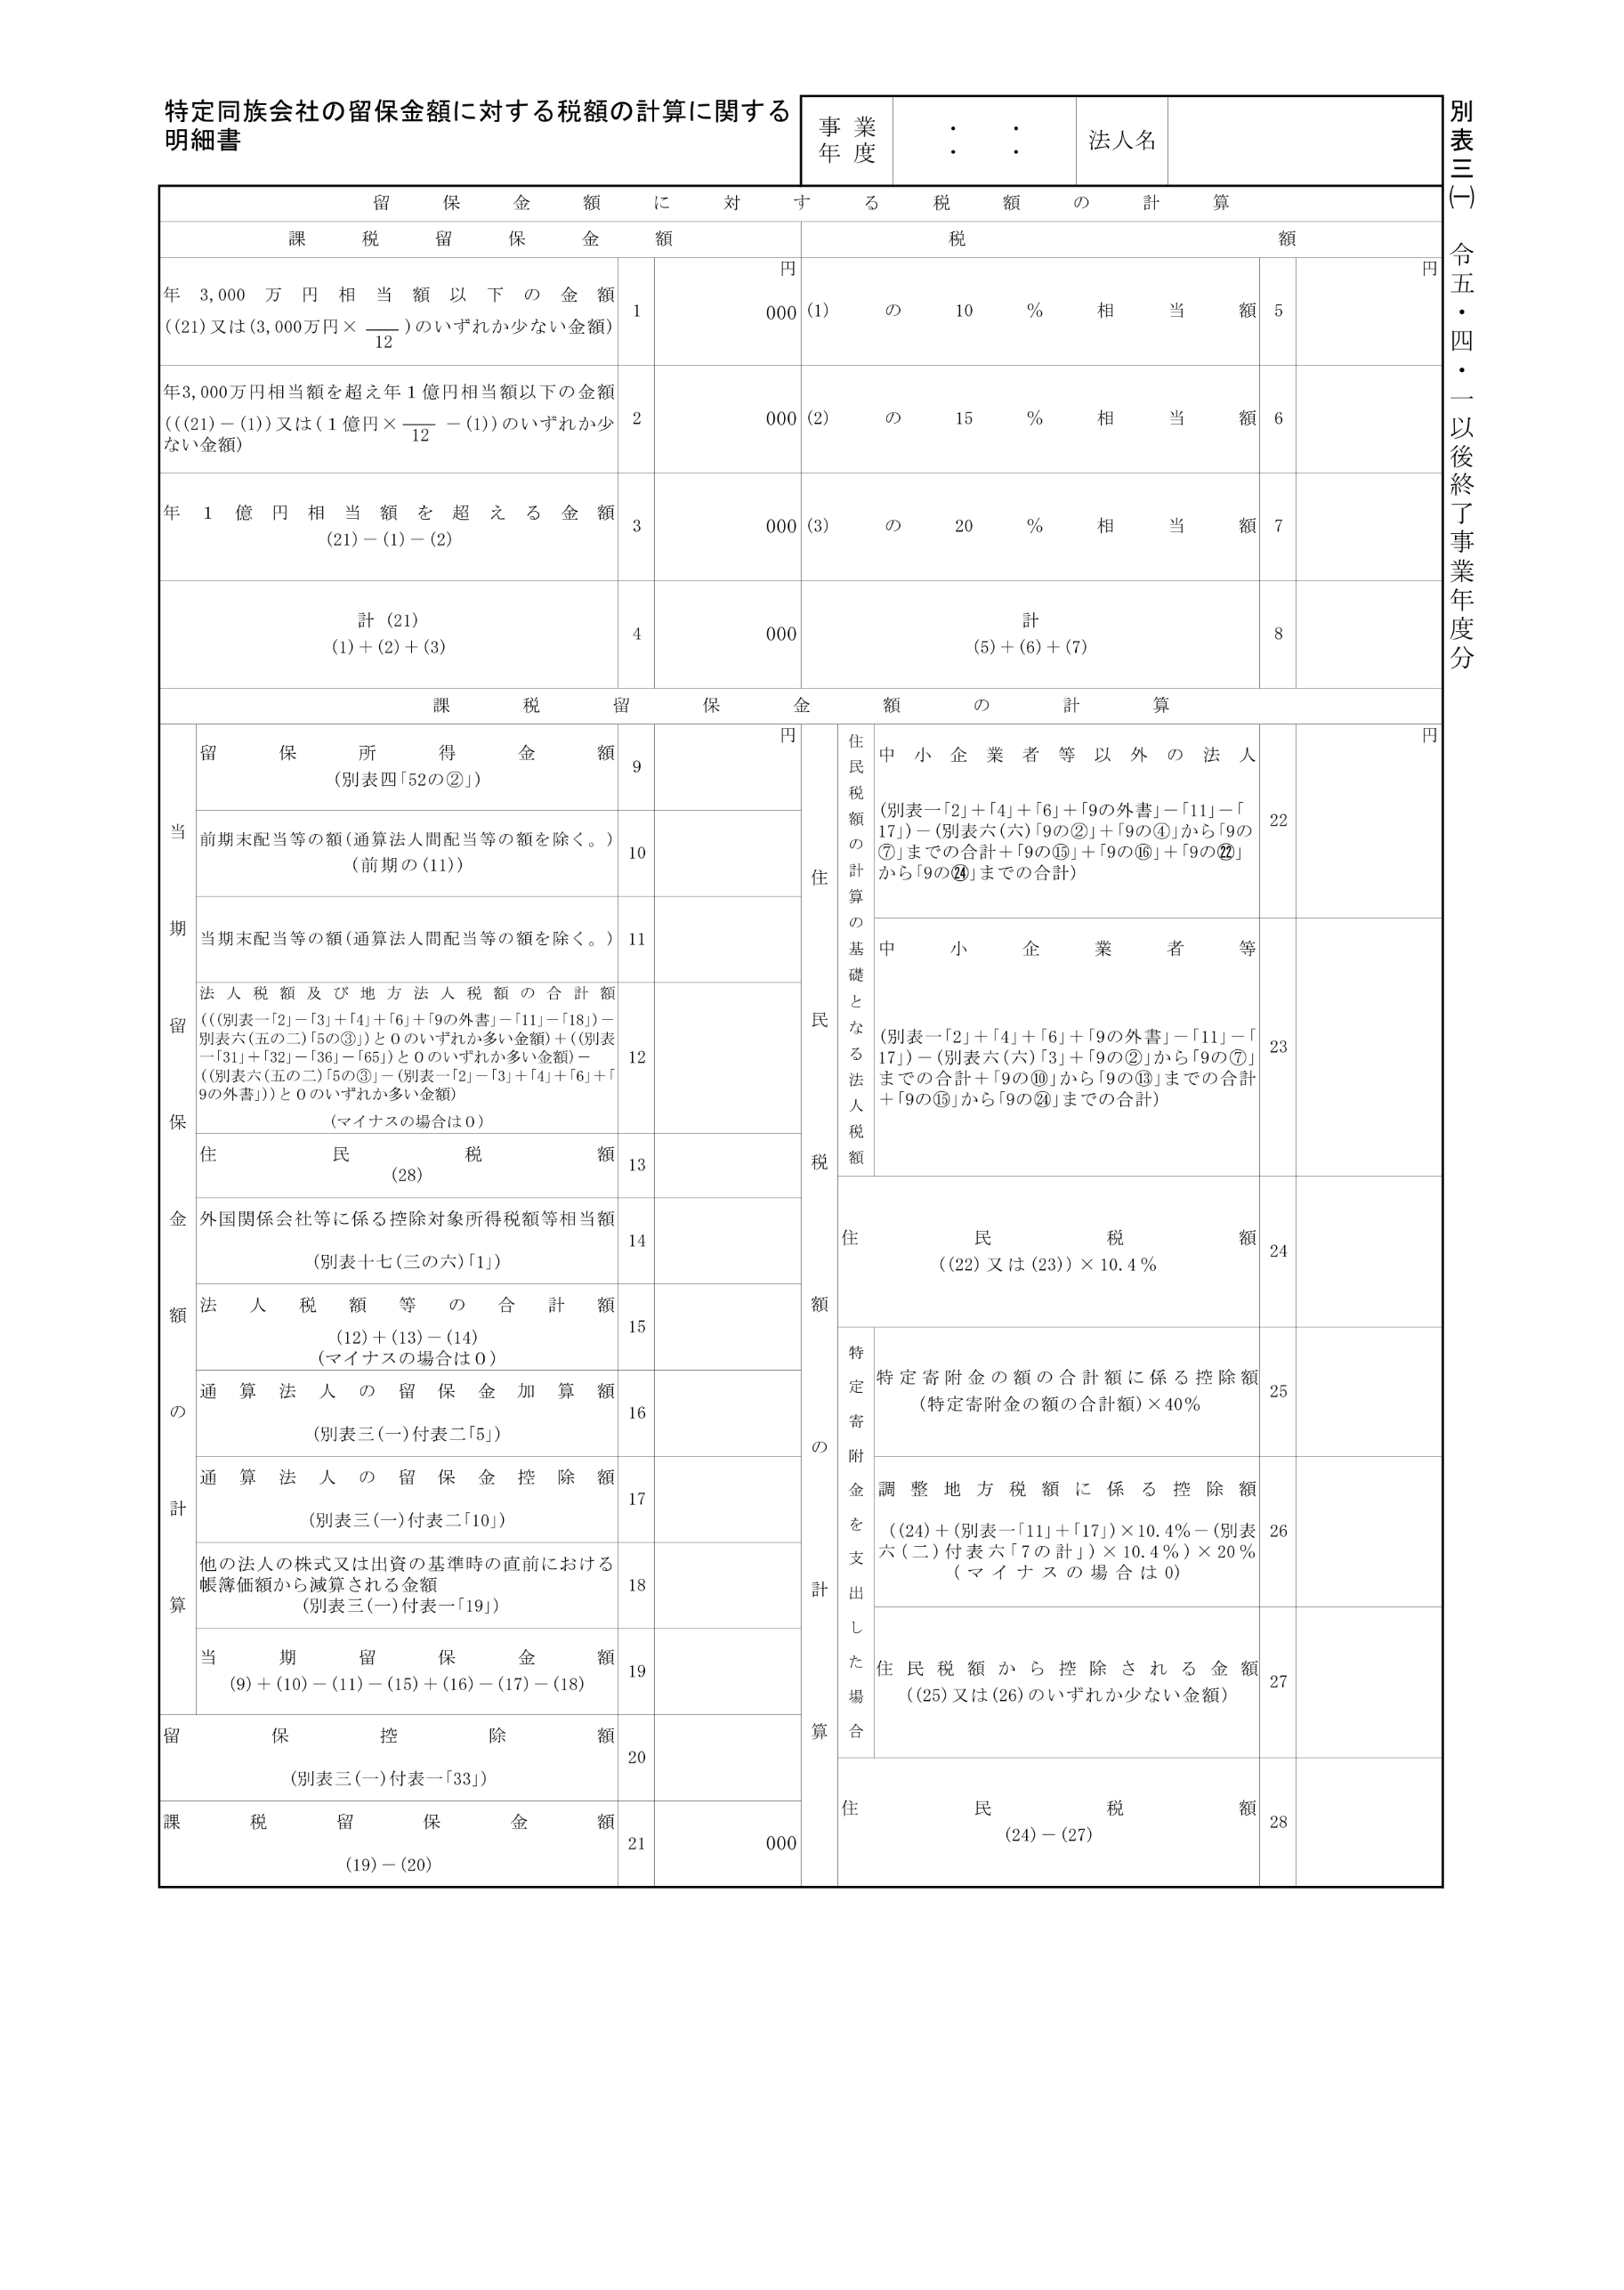 特定同族会社の留保金額に対する税額の計算に関する
明細書
事業
年度
・　・
・　・
法人名
別表三㈠　令五・四・一以後終了事業年度分
留保金額に対する税額の計算
課税留保金額
税額
年3,000万円相当額以下の金額
((21)又は(3,000万円×――)のいずれか少ない金額)
12
1
円
000
(1)の10％相当額
5
円
年3,000万円相当額を超え年１億円相当額以下の金額
(((21)－(1))又は(１億円×――－(1))のいずれか少
12
ない金額)
2
000
(2)の15％相当額
6
年１億円相当額を超える金額
(21)－(1)－(2)
3
000
(3)の20％相当額
7
計 (21)
(1)＋(2)＋(3)
4
000
計
(5)＋(6)＋(7)
8
課税留保金額の計算
当期留保金額の計算
留保所得金額
(別表四「52の②」)
9
円
前期末配当等の額(通算法人間配当等の額を除く。)
(前期の(11))
10
当期末配当等の額(通算法人間配当等の額を除く。)
11
法人税額及び地方法人税額の合計額
(((別表一「2」－「3」＋「4」＋「6」＋「9の外書」－「11」－「18」)－
別表六(五の二)「5の③」)と０のいずれか多い金額)＋((別表
一「31」＋「32」－「36」－「65」)と０のいずれか多い金額)－
((別表六(五の二)「5の③」－(別表一「2」－「3」＋「4」＋「6」＋「
9の外書」))と０のいずれか多い金額)
(マイナスの場合は０)
12
住民税額
(28)
13
外国関係会社等に係る控除対象所得税額等相当額
(別表十七(三の六)「1」)
14
法人税額等の合計額
(12)＋(13)－(14)
(マイナスの場合は０)
15
通算法人の留保金加算額
(別表三(一)付表二「5」)
16
通算法人の留保金控除額
(別表三(一)付表二「10」)
17
他の法人の株式又は出資の基準時の直前における
帳簿価額から減算される金額
(別表三(一)付表一「19」)
18
当期留保金額
(9)＋(10)－(11)－(15)＋(16)－(17)－(18)
19
留保控除額
(別表三(一)付表一「33」)
20
課税留保金額
(19)－(20)
21
000
住民税額の計算
住民税額の計算の基礎となる法人税額
中小企業者等以外の法人
(別表一「2」＋「4」＋「6」＋「9の外書」－「11」－「
17」)－(別表六(六)「9の②」＋「9の④」から「9の
⑦」までの合計＋「9の⑮」＋「9の⑯」＋「9の㉒」
から「9の㉔」までの合計)
22
円
中小企業者等
(別表一「2」＋「4」＋「6」＋「9の外書」－「11」－「
17」)－(別表六(六)「3」＋「9の②」から「9の⑦」
までの合計＋「9の⑩」から「9の⑬」までの合計
＋「9の⑮」から「9の㉔」までの合計)
23
住民税額
((22)又は(23))×10.4％
24
特定寄附金を支出した場合
特定寄附金の額の合計額に係る控除額
(特定寄附金の額の合計額)×40％
25
調整地方税額に係る控除額
((24)＋(別表一「11」＋「17」)×10.4％－(別表
六(二)付表六「7の計」)×10.4％)×20％
(マイナスの場合は0)
26
住民税額から控除される金額
((25)又は(26)のいずれか少ない金額)
27
住民税額
(24)－(27)
28